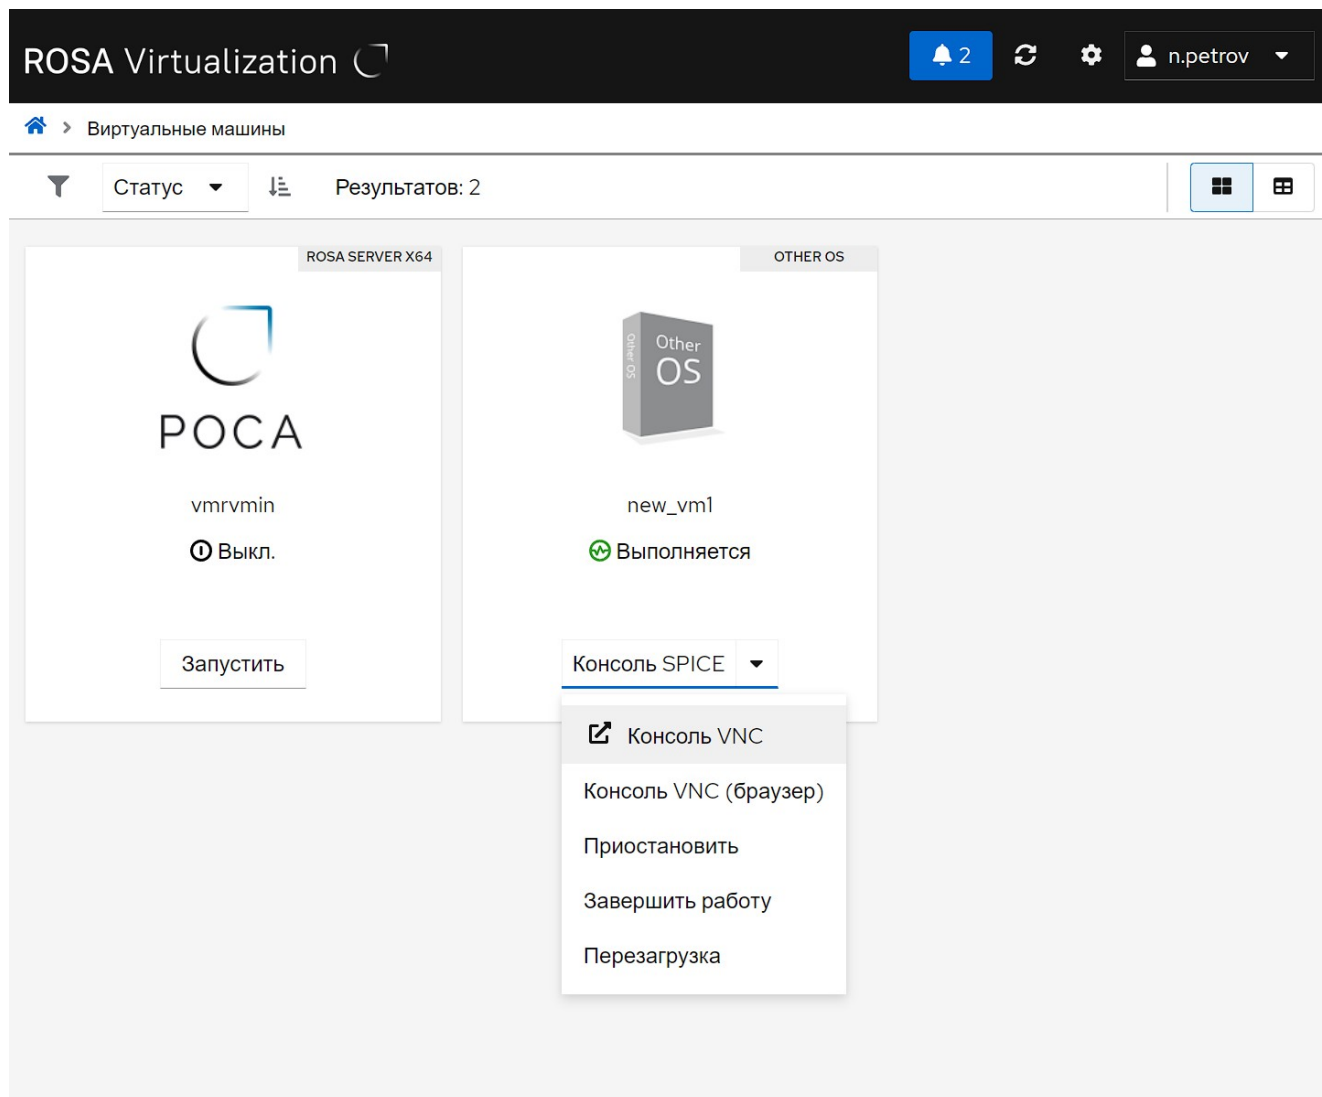 ROSA Virtualization
2
n.petrov
Виртуальные машины
Статус
Результатов: 2
ROSA SERVER X64
РОСА
vmrvmin
Выкл.
Запустить
OTHER OS
Other OS
Other
OS
new_vm1
Выполняется
Консоль SPICE
Консоль VNC
Консоль VNC (браузер)
Приостановить
Завершить работу
Перезагрузка